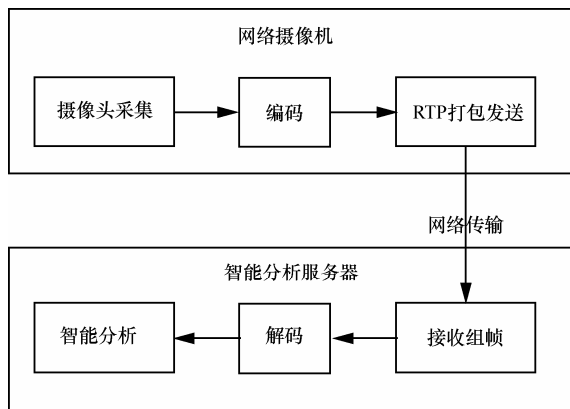 网络摄像机
摄像头采集
编码
RTP打包发送
网络传输
智能分析服务器
智能分析
解码
接收组帧